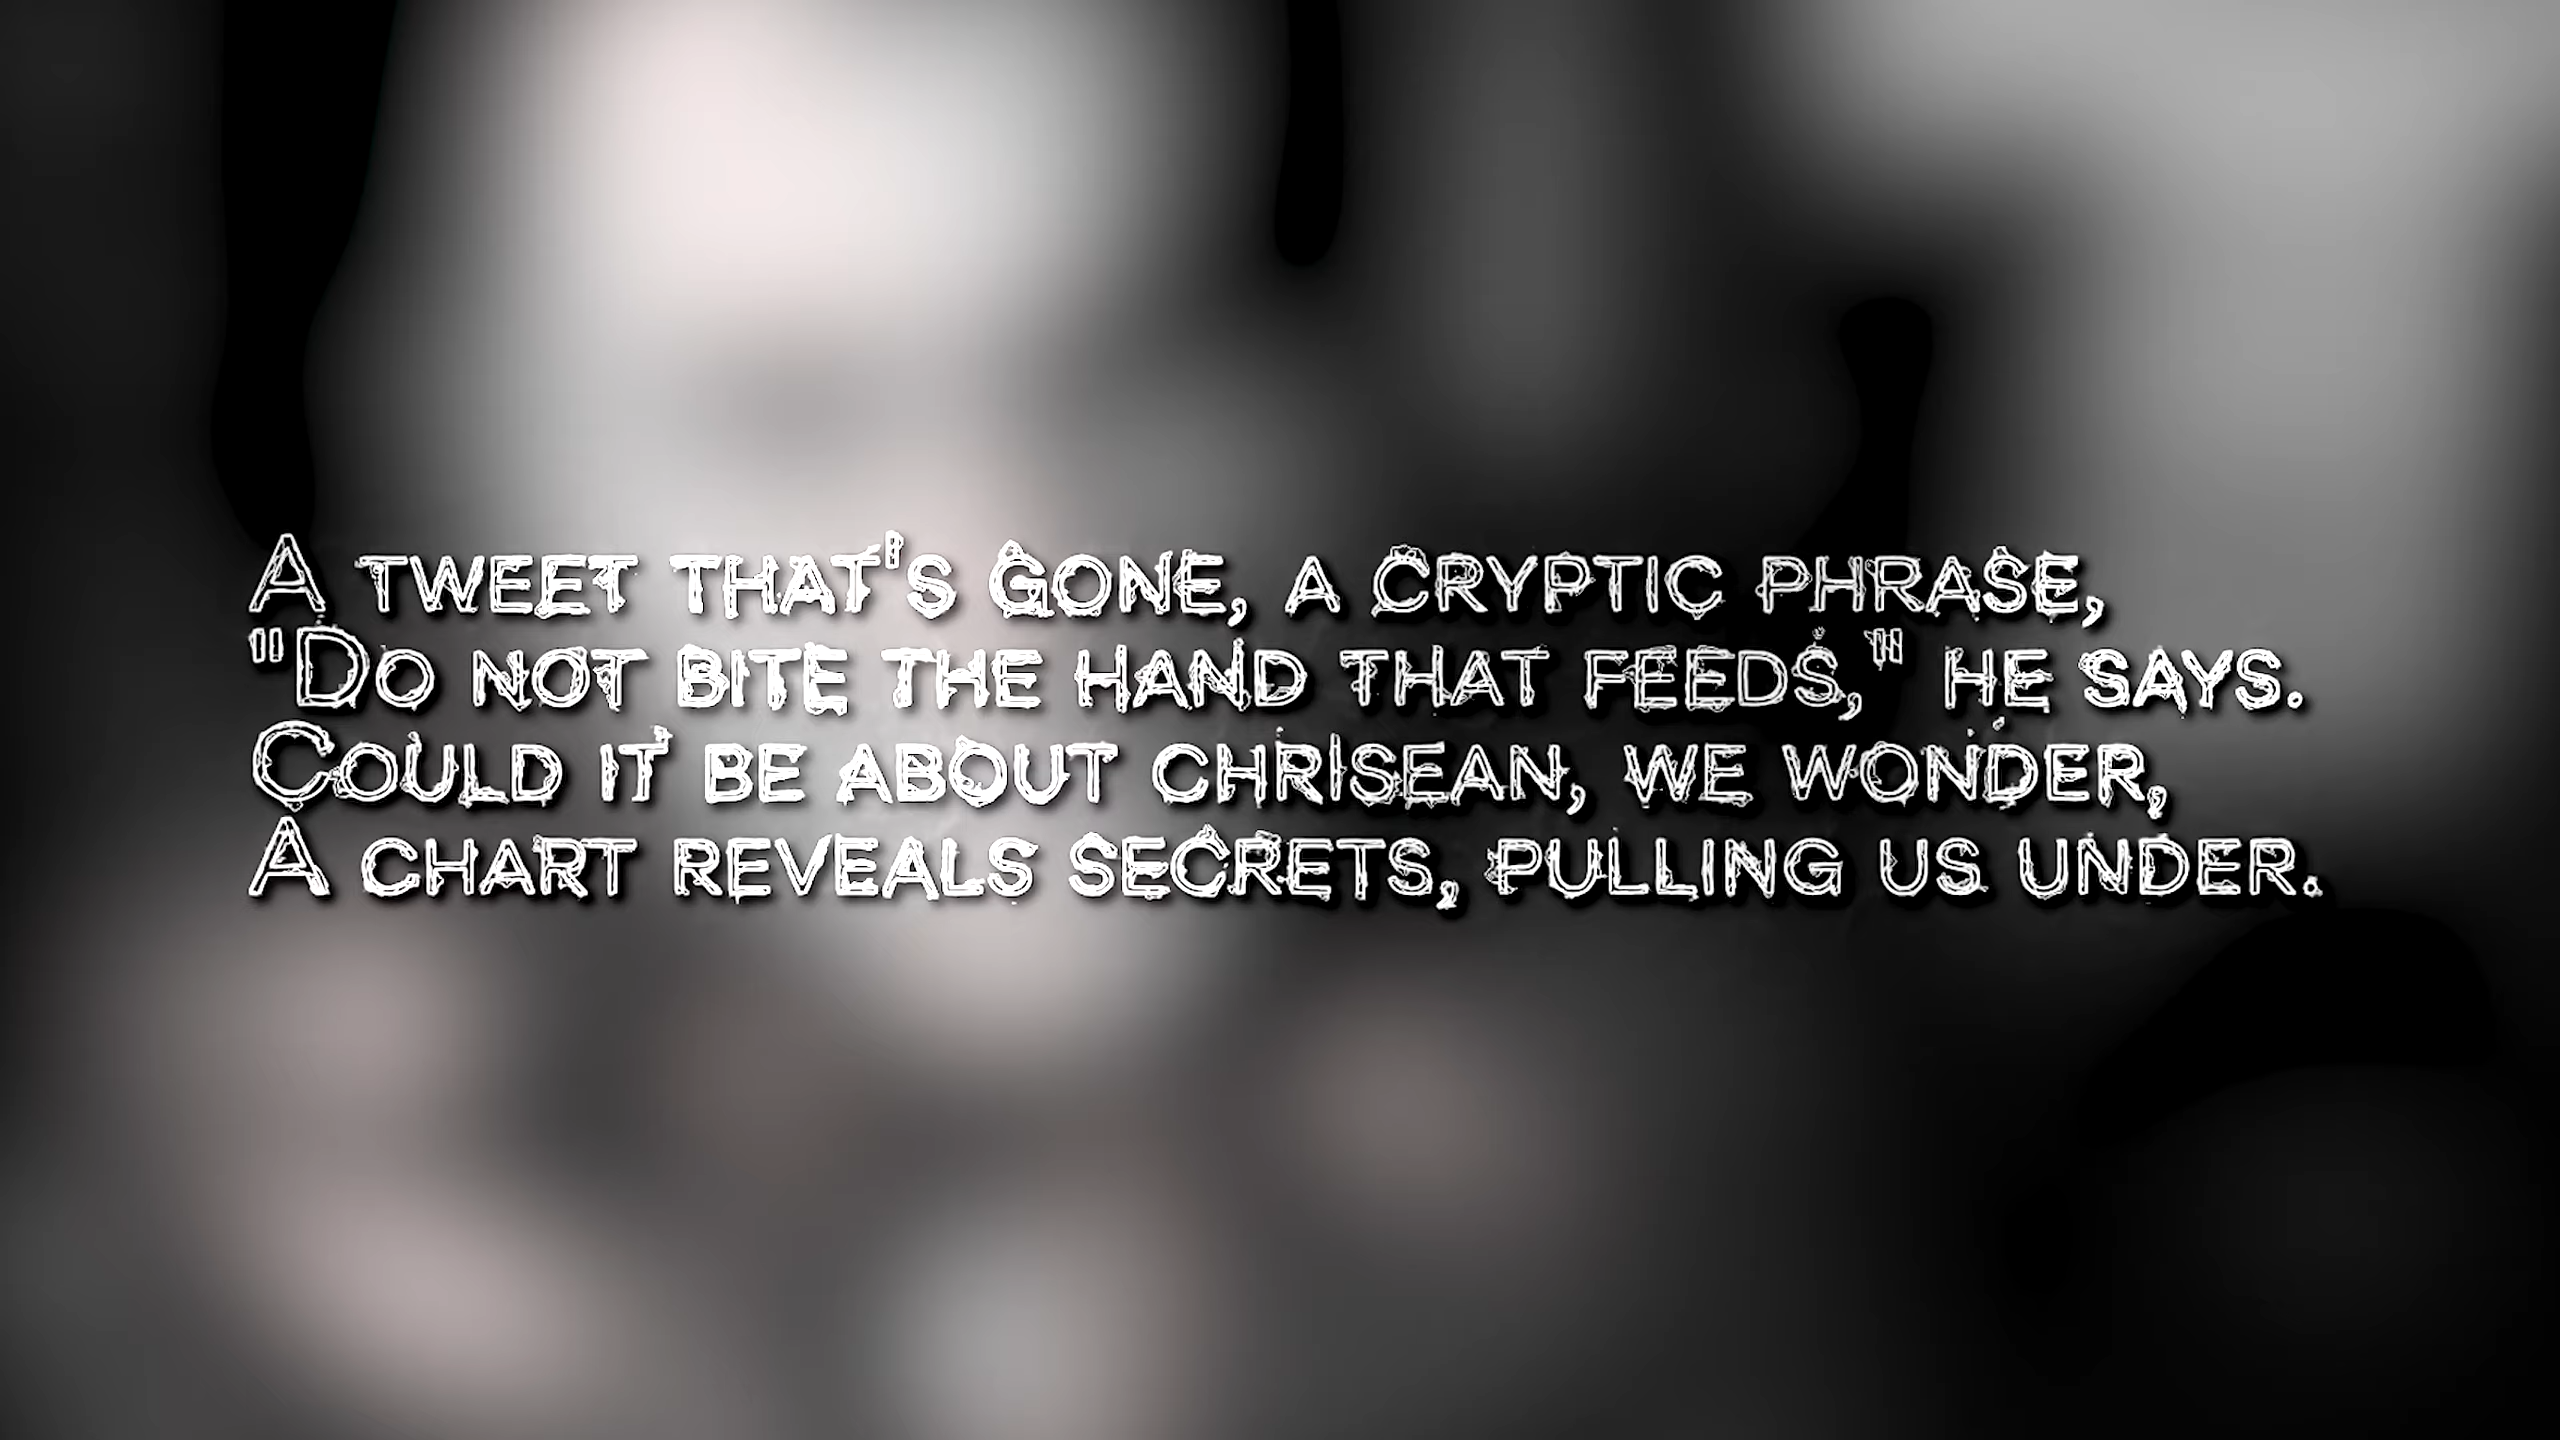 A tweet that's gone, a cryptic phrase,
"Do not bite the hand that feeds," he says.
Could it be about chrisean, we wonder,
A chart reveals secrets, pulling us under.